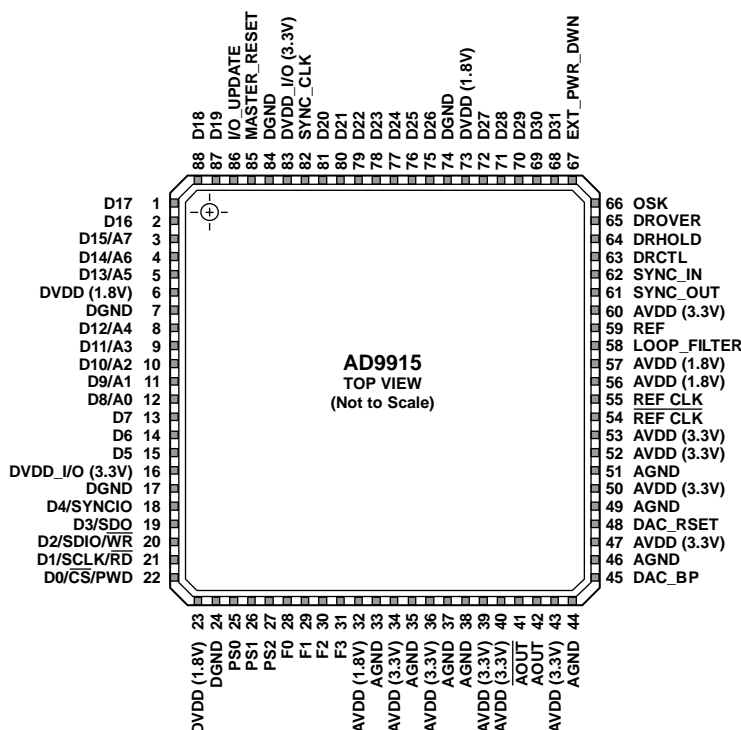 D18
D19
I/O_UPDATE
MASTER_RESET
DGND
DVDD_I/O (3.3V)
SYNC_CLK
D20
D21
D22
D23
D24
D25
D26
DGND
DVDD (1.8V)
D27
D28
D29
D30
D31
EXT_PWR_DWN
88
87
86
85
84
83
82
81
80
79
78
77
76
75
74
73
72
71
70
69
68
67
D17 1
D16 2
D15/A7 3
D14/A6 4
D13/A5 5
DVDD (1.8V) 6
DGND 7
D12/A4 8
D11/A3 9
D10/A2 10
D9/A1 11
D8/A0 12
D7 13
D6 14
D5 15
DVDD_I/O (3.3V) 16
DGND 17
D4/SYNCIO 18
D3/SDO 19
D2/SDIO/WR 20
D1/SCLK/RD 21
D0/CS/PWD 22
AD9915
TOP VIEW
(Not to Scale)
66 OSK
65 DROVER
64 DRHOLD
63 DRCTL
62 SYNC_IN
61 SYNC_OUT
60 AVDD (3.3V)
59 REF
58 LOOP_FILTER
57 AVDD (1.8V)
56 AVDD (1.8V)
55 REF CLK
54 REF CLK
53 AVDD (3.3V)
52 AVDD (3.3V)
51 AGND
50 AVDD (3.3V)
49 AGND
48 DAC_RSET
47 AVDD (3.3V)
46 AGND
45 DAC_BP
23
24
25
26
27
28
29
30
31
32
33
34
35
36
37
38
39
40
41
42
43
44
DVDD (1.8V)
DGND
PS0
PS1
PS2
F0
F1
F2
F3
AVDD (1.8V)
AGND
AVDD (3.3V)
AGND
AVDD (3.3V)
AGND
AGND
AVDD (3.3V)
AVDD (3.3V)
AOUT
AOUT
AVDD (3.3V)
AGND